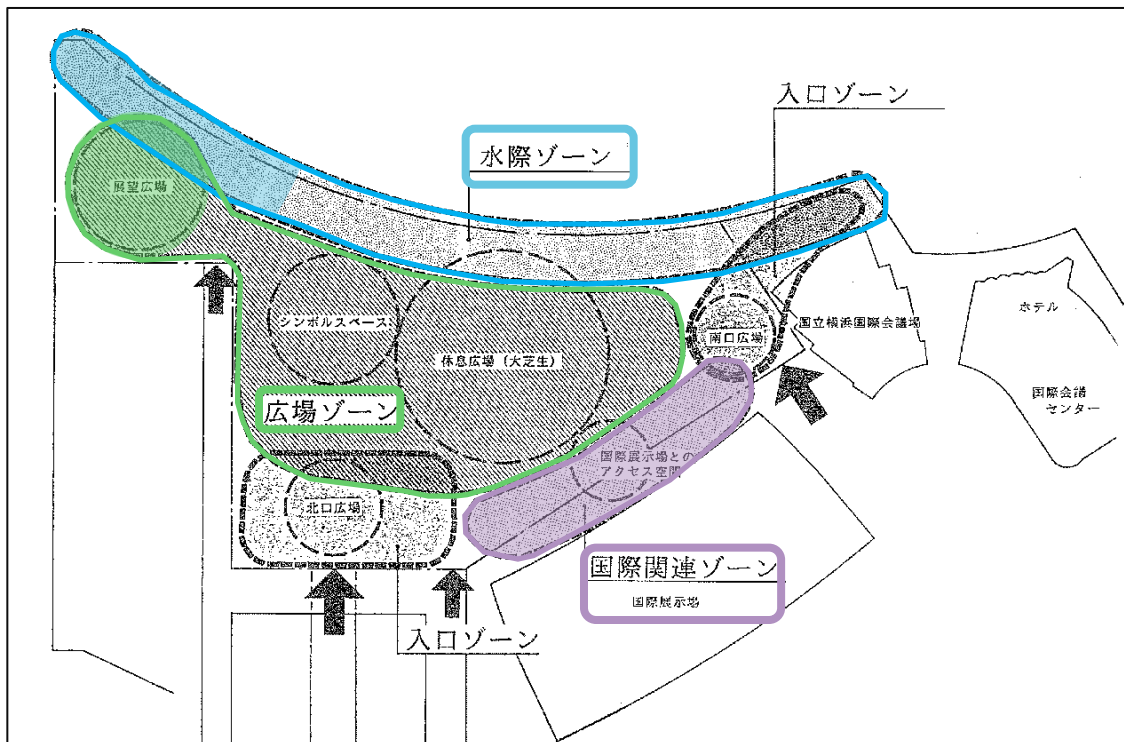 入口ゾーン
水際ゾーン
展望広場
シンボルスペース
休息広場（大芝生）
南口広場
国立横浜国際会議場
ホテル
国際会議
センター
広場ゾーン
国際展示場との
アクセス空間
北口広場
国際関連ゾーン
国際展示場
入口ゾーン